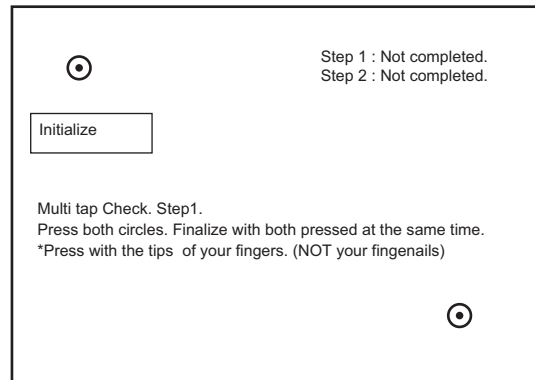 Step 1 : Not completed.
Step 2 : Not completed.
Initialize
Multi tap Check. Step1.
Press both circles. Finalize with both pressed at the same time.
*Press with the tips of your fingers. (NOT your fingenails)